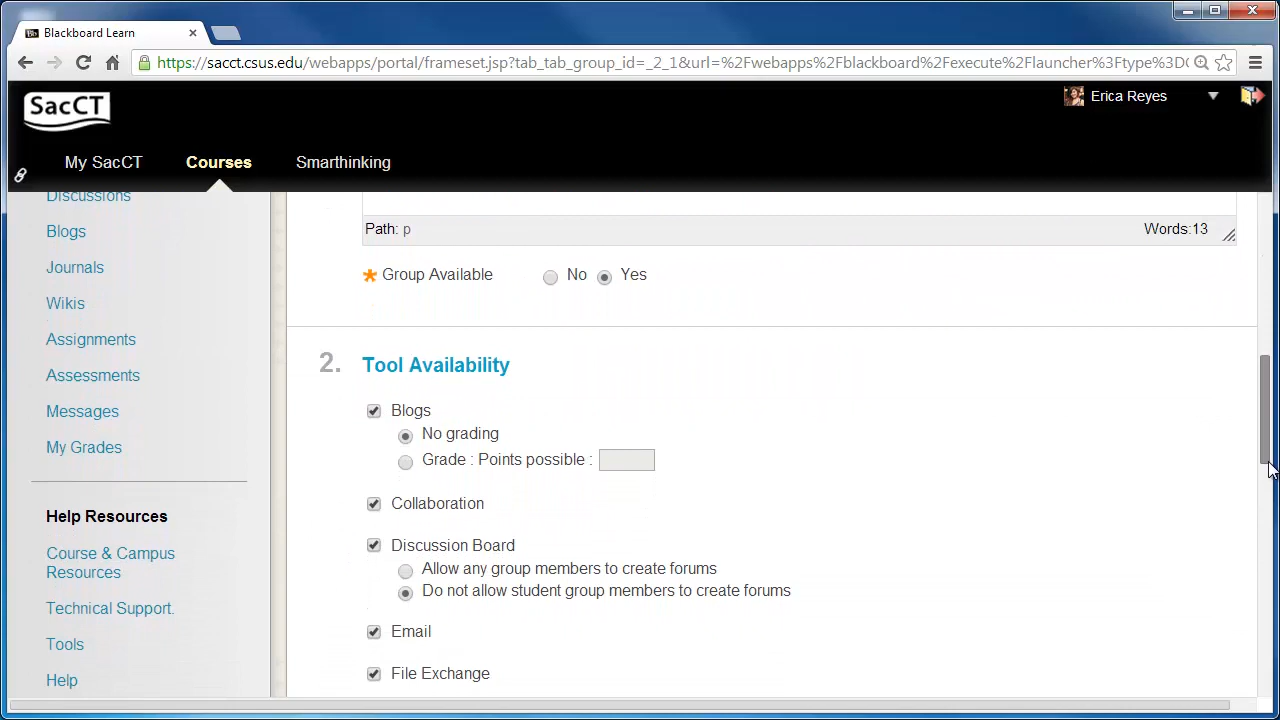 Blackboard Learn
https://sacct.csus.edu/webapps/portal/frameset.jsp?tab_tab_group_id=_2_1&url=%2Fwebapps%2Fblackboard%2Fexecute%2Flauncher%3Ftype%3DC
SacCT
Erica Reyes
My SacCT
Courses
Smarthinking
Discussions
Blogs
Journals
Wikis
Assignments
Assessments
Messages
My Grades
Help Resources
Course & Campus
Resources
Technical Support.
Tools
Help
Path: p
Words:13
Group Available No Yes
2. Tool Availability
Blogs
No grading
Grade : Points possible :
Collaboration
Discussion Board
Allow any group members to create forums
Do not allow student group members to create forums
Email
File Exchange